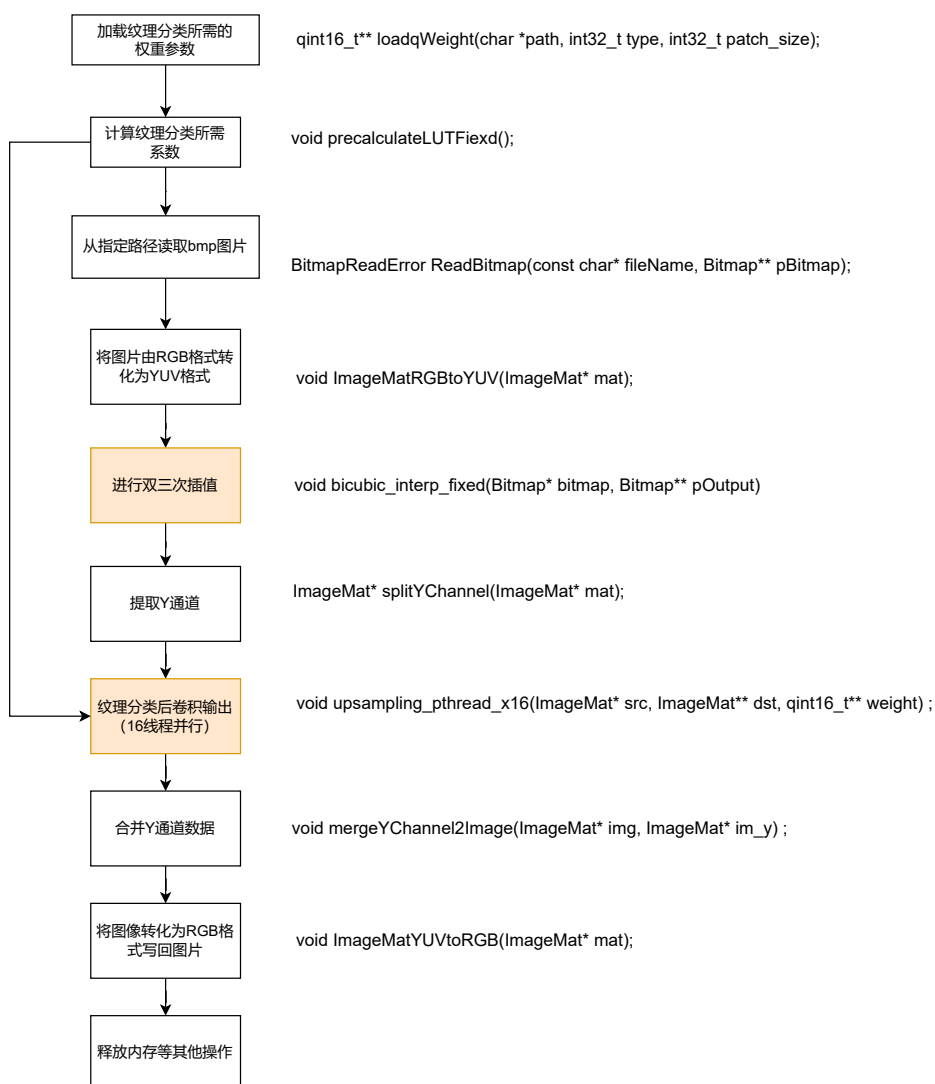 加载纹理分类所需的
权重参数
qint16_t** loadqWeight(char *path, int32_t type, int32_t patch_size);
计算纹理分类所需
系数
void precalculateLUTFiexd();
从指定路径读取bmp图片
BitmapReadError ReadBitmap(const char* fileName, Bitmap** pBitmap);
将图片由RGB格式转
化为YUV格式
void ImageMatRGBtoYUV(ImageMat* mat);
进行双三次插值
void bicubic_interp_fixed(Bitmap* bitmap, Bitmap** pOutput)
提取Y通道
ImageMat* splitYChannel(ImageMat* mat);
纹理分类后卷积输出
（16线程并行）
void upsampling_pthread_x16(ImageMat* src, ImageMat** dst, qint16_t** weight) ;
合并Y通道数据
void mergeYChannel2Image(ImageMat* img, ImageMat* im_y) ;
将图像转化为RGB格
式写回图片
void ImageMatYUVtoRGB(ImageMat* mat);
释放内存等其他操作